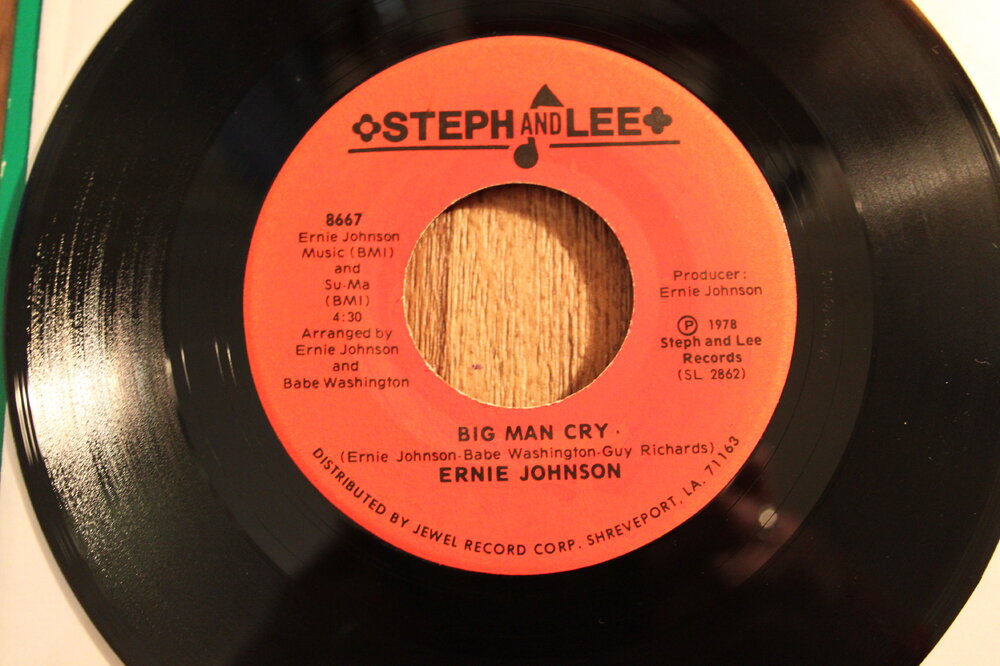 STEPH AND LEE
8667
Ernie Johnson
Music (BMI)
and
Su-Ma
(BMI)
4:30
Arranged by
Ernie Johnson
and
Babe Washington
Producer:
Ernie Johnson
Ⓟ 1978
Steph and Lee
Records
(SL 2862)
BIG MAN CRY
(Ernie Johnson-Babe Washington-Guy Richards)
ERNIE JOHNSON
DISTRIBUTED BY JEWEL RECORD CORP. SHREVEPORT, LA. 71163